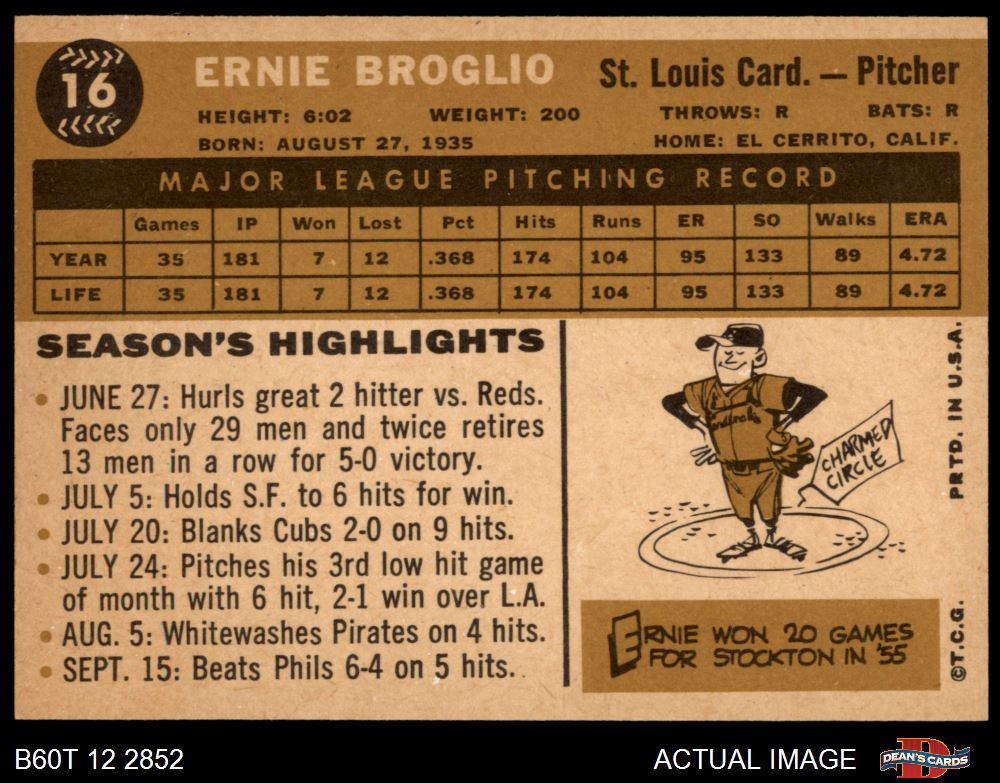 16
ERNIE BROGLIO
St. Louis Card. — Pitcher
HEIGHT: 6:02 WEIGHT: 200 THROWS: R BATS: R
BORN: AUGUST 27, 1935 HOME: EL CERRITO, CALIF.
MAJOR LEAGUE PITCHING RECORD
Games IP Won Lost Pct Hits Runs ER SO Walks ERA
YEAR 35 181 7 12 .368 174 104 95 133 89 4.72
LIFE 35 181 7 12 .368 174 104 95 133 89 4.72
SEASON'S HIGHLIGHTS
• JUNE 27: Hurls great 2 hitter vs. Reds.
Faces only 29 men and twice retires
13 men in a row for 5-0 victory.
• JULY 5: Holds S.F. to 6 hits for win.
• JULY 20: Blanks Cubs 2-0 on 9 hits.
• JULY 24: Pitches his 3rd low hit game
of month with 6 hit, 2-1 win over L.A.
• AUG. 5: Whitewashes Pirates on 4 hits.
• SEPT. 15: Beats Phils 6-4 on 5 hits.
Cardinals
CHARMED
CIRCLE
ERNIE WON 20 GAMES
FOR STOCKTON IN '55
PRTD. IN U.S.A.
©T.C.G.
B60T 12 2852
ACTUAL IMAGE
DEAN'S CARDS